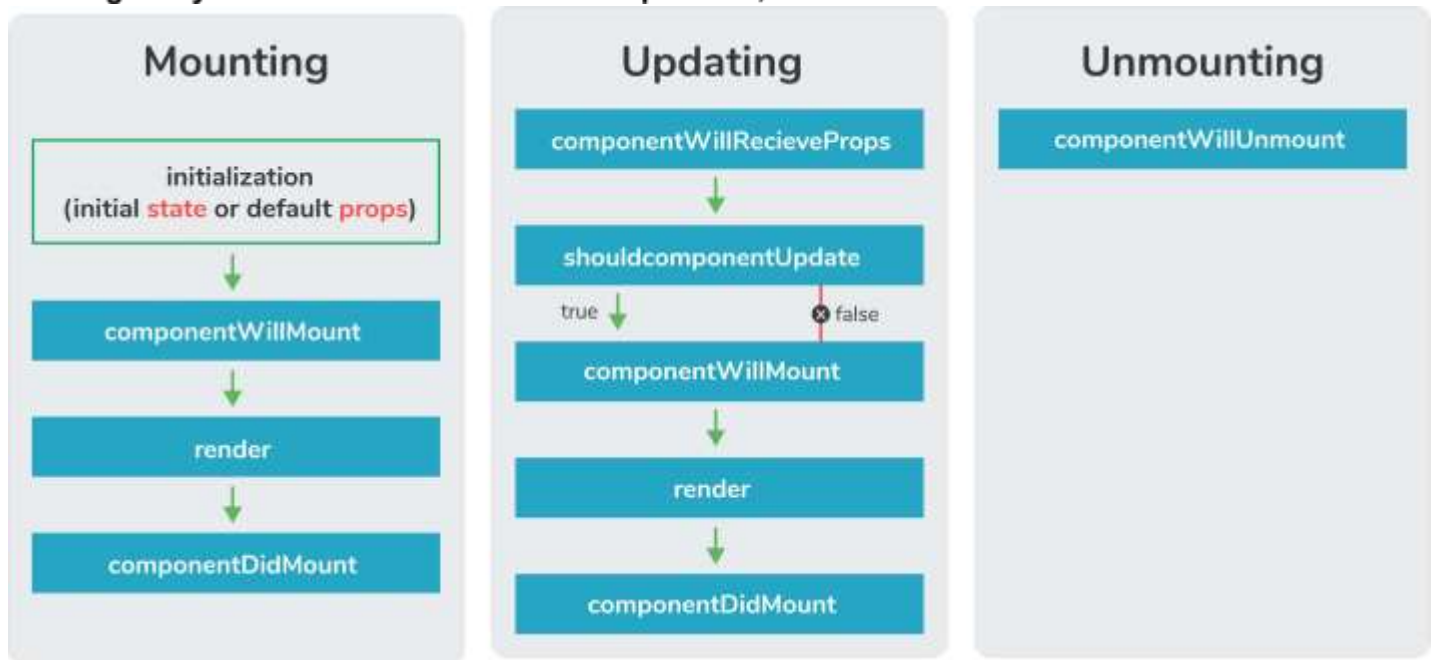 Mounting
initialization
(initial state or default props)
componentWillMount
render
componentDidMount
Updating
componentWillRecieveProps
shouldcomponentUpdate
true
false
componentWillMount
render
componentDidMount
Unmounting
componentWillUnmount